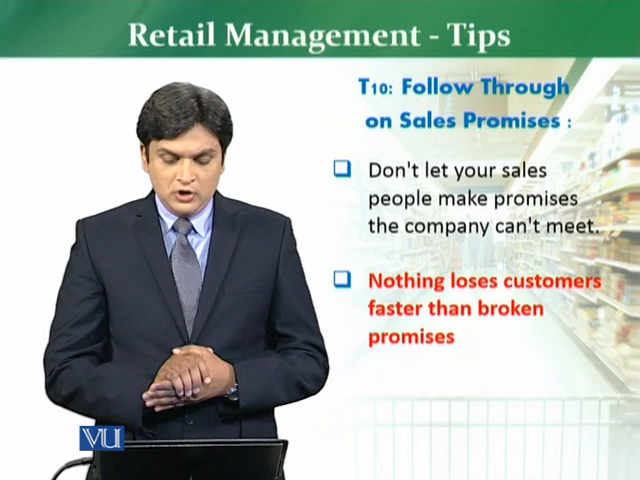 Retail Management - Tips
T10: Follow Through
on Sales Promises :
Don't let your sales
people make promises
the company can't meet.
Nothing loses customers
faster than broken
promises
VU